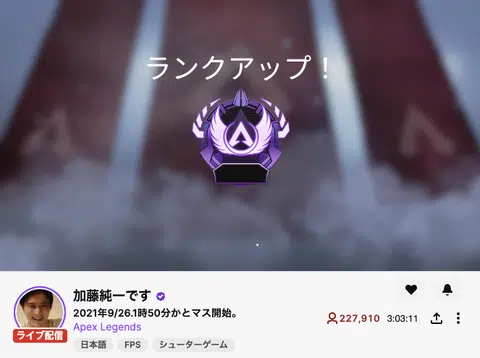 ランクアップ！
加藤純一です
2021年9/26.1時50分かとマス開始。
ライブ配信
Apex Legends
227,910 3:03:11
日本語 FPS シューターゲーム